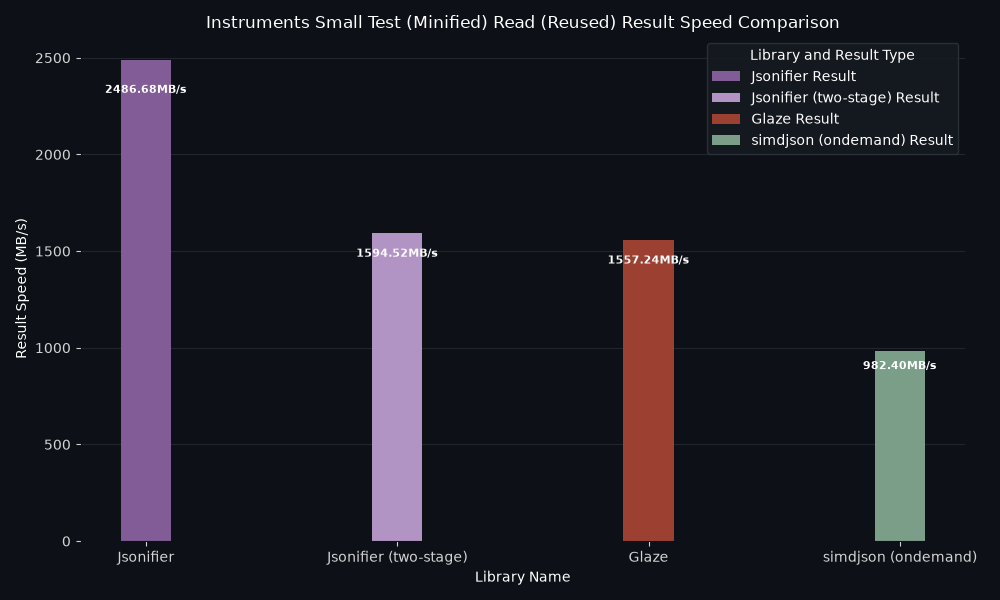 Instruments Small Test (Minified) Read (Reused) Result Speed Comparison
Library and Result Type
Jsonifier Result
Jsonifier (two-stage) Result
Glaze Result
simdjson (ondemand) Result
Result Speed (MB/s)
2500
2000
1500
1000
500
0
2486.68MB/s
1594.52MB/s
1557.24MB/s
982.40MB/s
Jsonifier
Jsonifier (two-stage)
Glaze
simdjson (ondemand)
Library Name